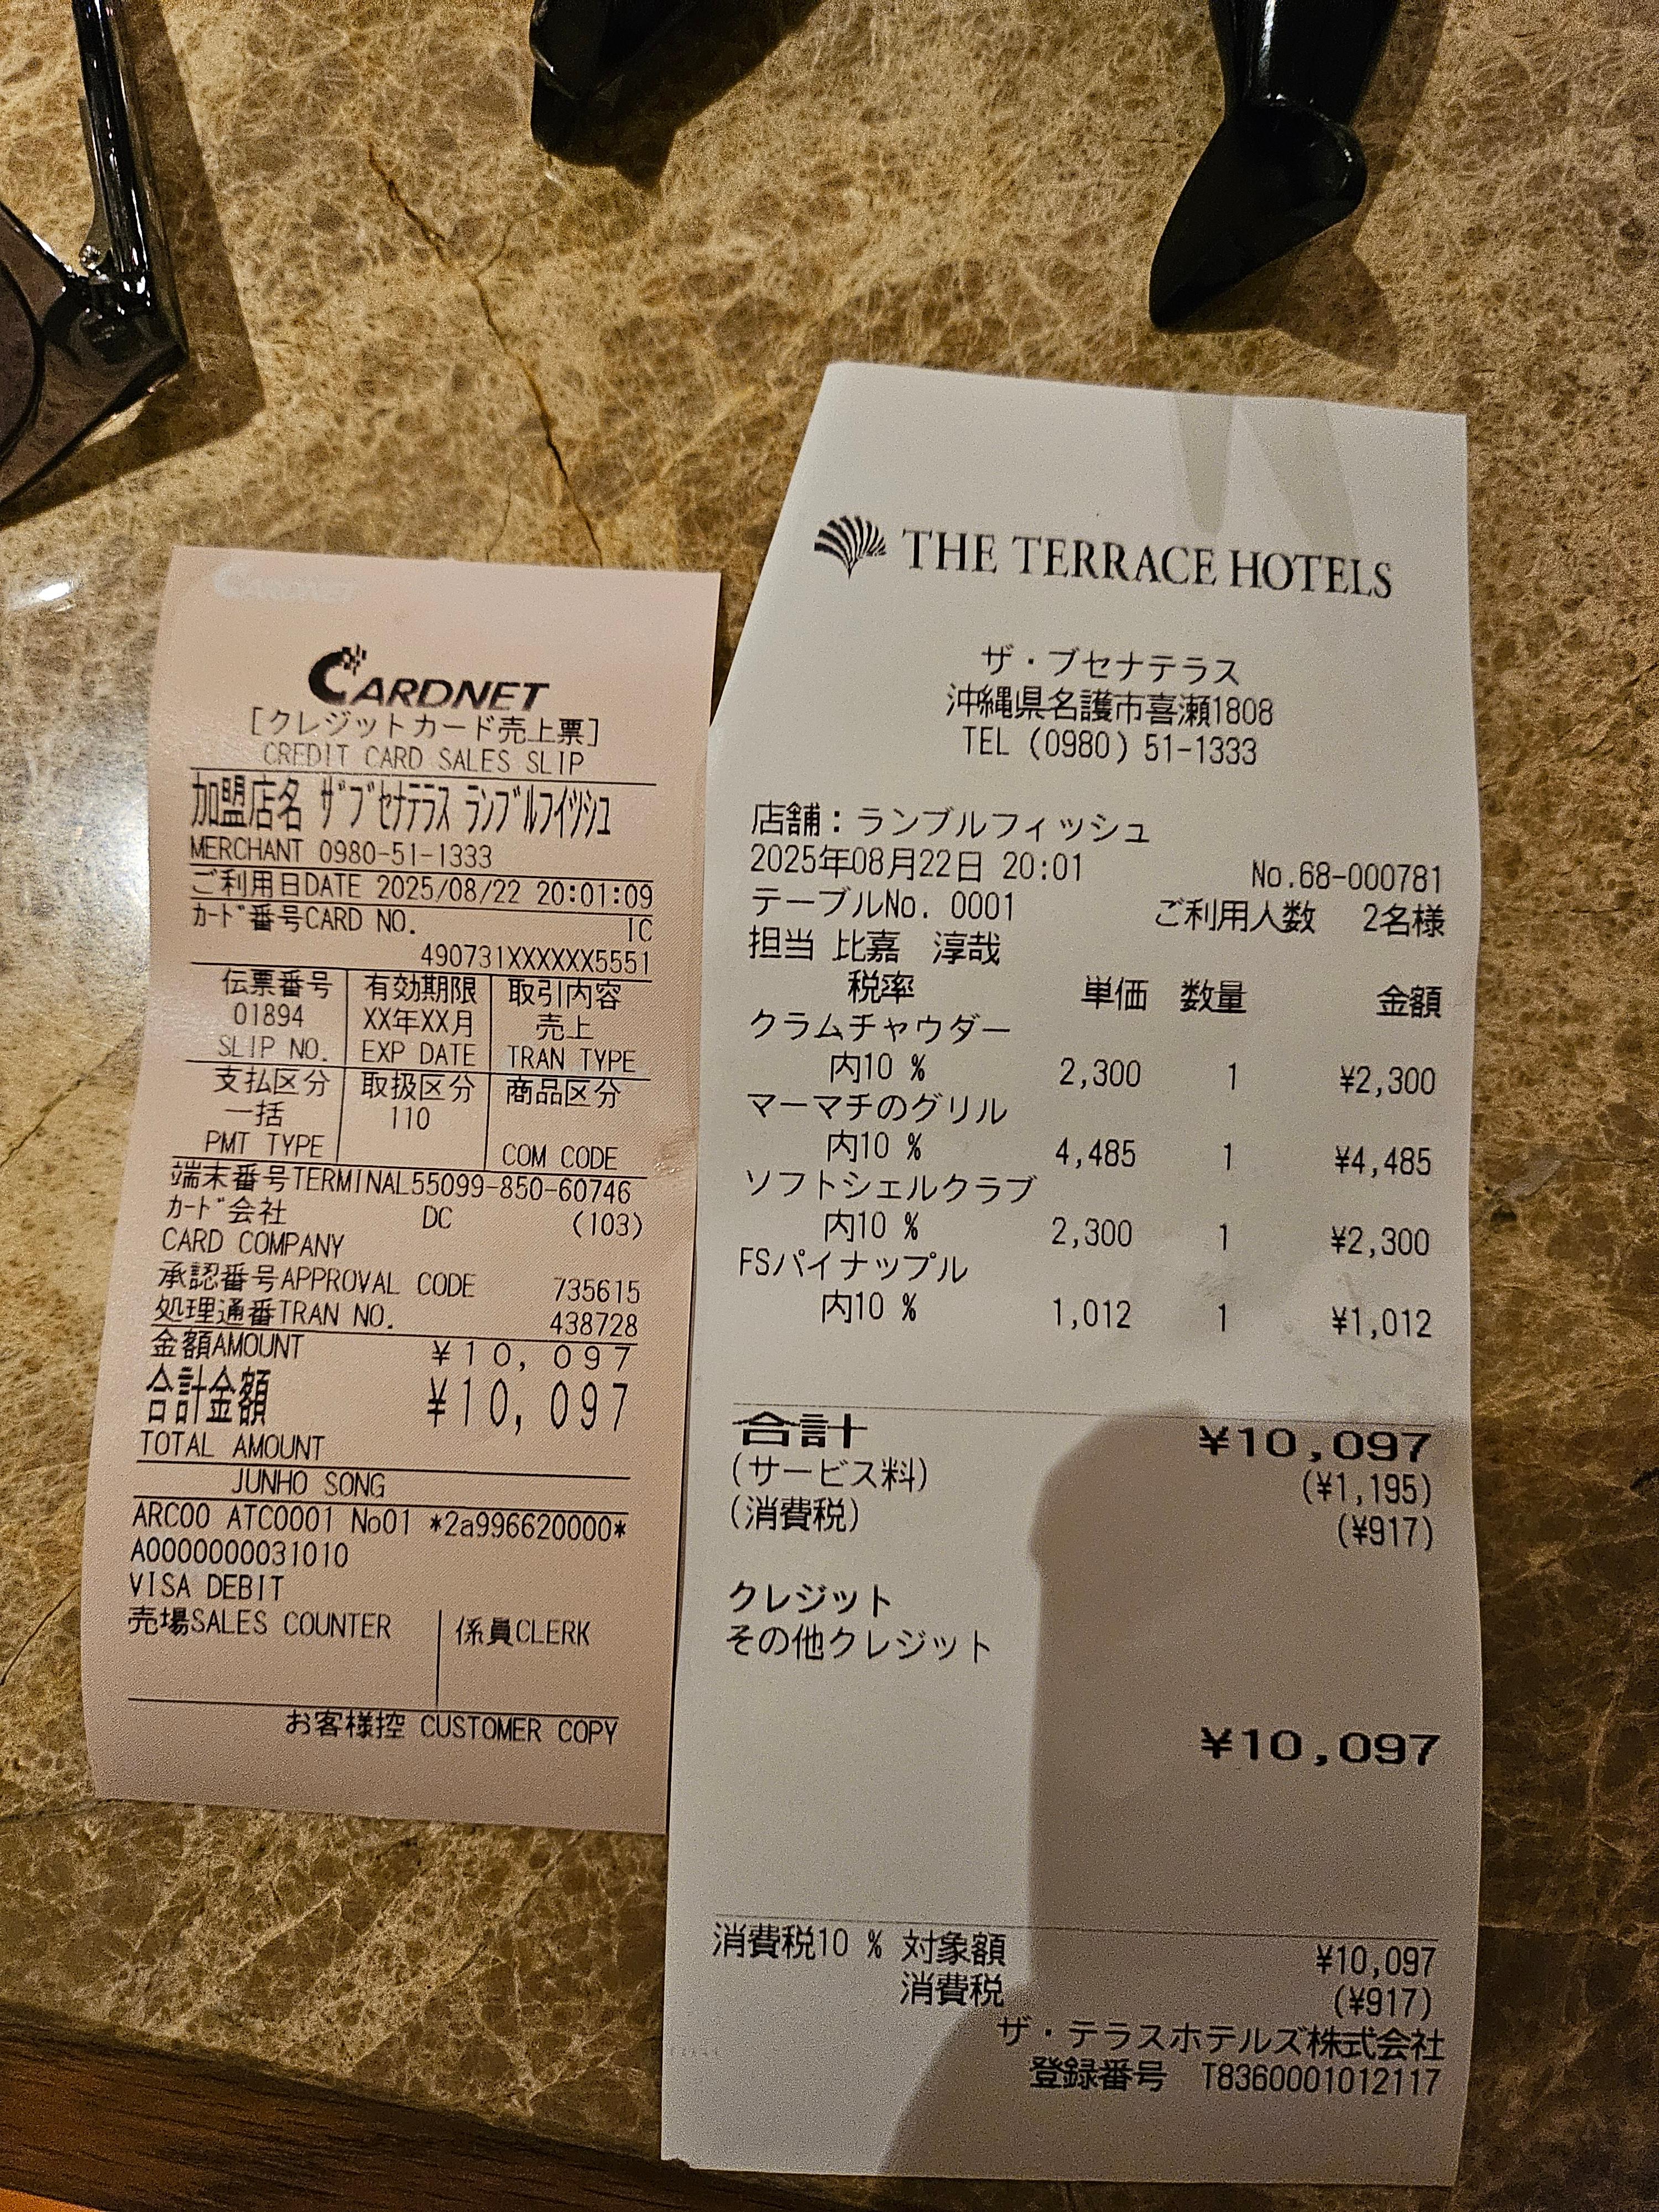 CARDNET
CARDNET
[クレジットカード売上票]
CREDIT CARD SALES SLIP
加盟店名 ザブセナテラス ランブルフイツシュ
MERCHANT 0980-51-1333
ご利用日DATE 2025/08/22 20:01:09
カード番号CARD NO. IC
490731XXXXXX5551
伝票番号 有効期限 取引内容
01894 XX年XX月 売上
SLIP NO. EXP DATE TRAN TYPE
支払区分 取扱区分 商品区分
一括 110
PMT TYPE COM CODE
端末番号TERMINAL55099-850-60746
カード会社 DC (103)
CARD COMPANY
承認番号APPROVAL CODE 735615
処理通番TRAN NO. 438728
金額AMOUNT ¥10,097
合計金額 ¥10,097
TOTAL AMOUNT
JUNHO SONG
ARC00 ATC0001 No01 *2a996620000*
A0000000031010
VISA DEBIT
売場SALES COUNTER 係員CLERK
お客様控 CUSTOMER COPY
THE TERRACE HOTELS
ザ・ブセナテラス
沖縄県名護市喜瀬1808
TEL (0980) 51-1333
店舗：ランブルフィッシュ
2025年08月22日 20:01 No.68-000781
テーブルNo. 0001 ご利用人数 2名様
担当 比嘉 淳哉
税率 単価 数量 金額
クラムチャウダー
内10 % 2,300 1 ¥2,300
マーマチのグリル
内10 % 4,485 1 ¥4,485
ソフトシェルクラブ
内10 % 2,300 1 ¥2,300
FSパイナップル
内10 % 1,012 1 ¥1,012
合計 ¥10,097
(サービス料) (¥1,195)
(消費税) (¥917)
クレジット
その他クレジット
¥10,097
消費税10 % 対象額 ¥10,097
消費税 (¥917)
ザ・テラスホテルズ株式会社
登録番号 T8360001012117